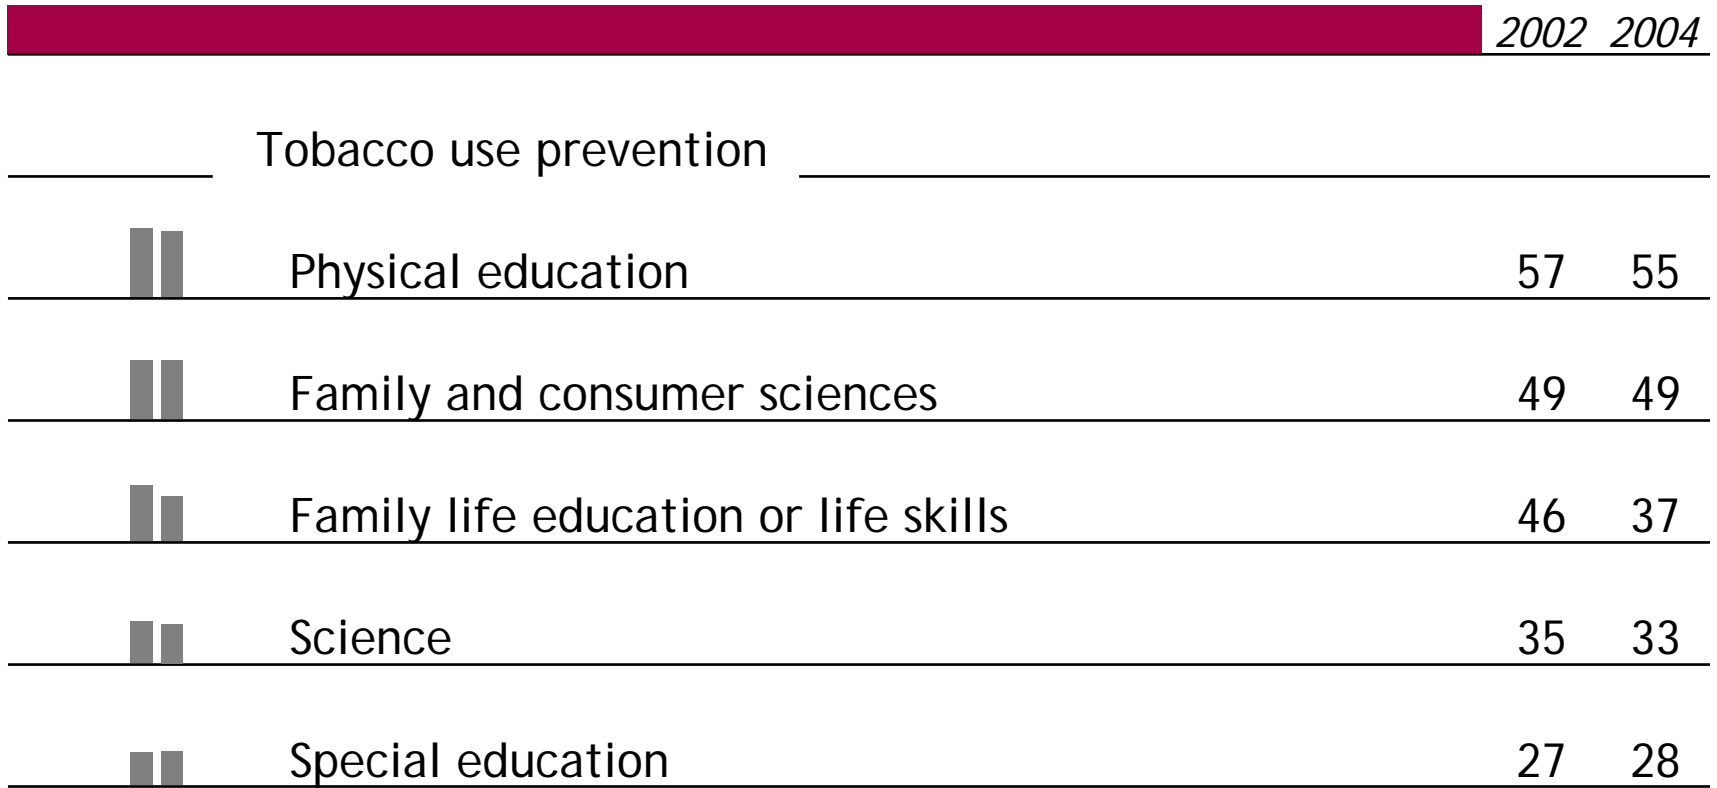 2002 2004
Tobacco use prevention
Physical education 57 55
Family and consumer sciences 49 49
Family life education or life skills 46 37
Science 35 33
Special education 27 28